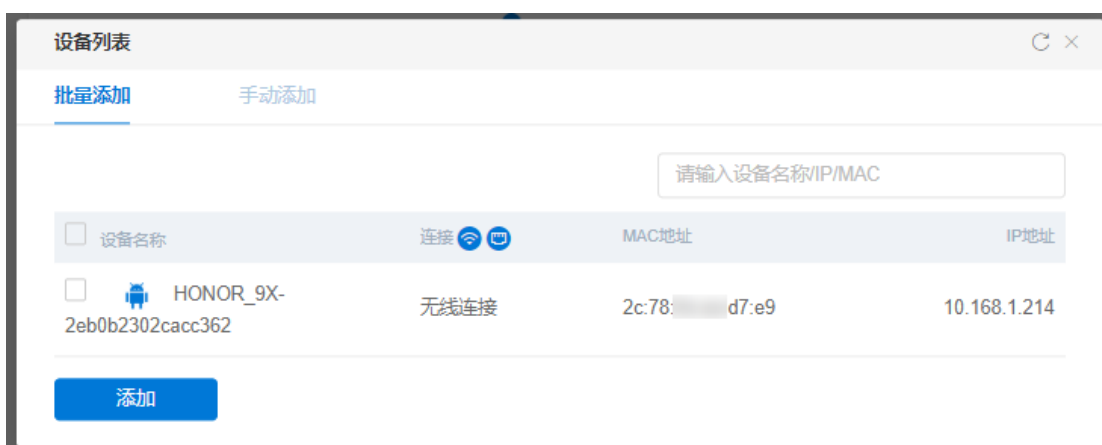 设备列表
批量添加 手动添加
请输入设备名称/IP/MAC
设备名称 连接 MAC地址 IP地址
HONOR_9X-
2eb0b2302cacc362 无线连接 2c:78: d7:e9 10.168.1.214
添加